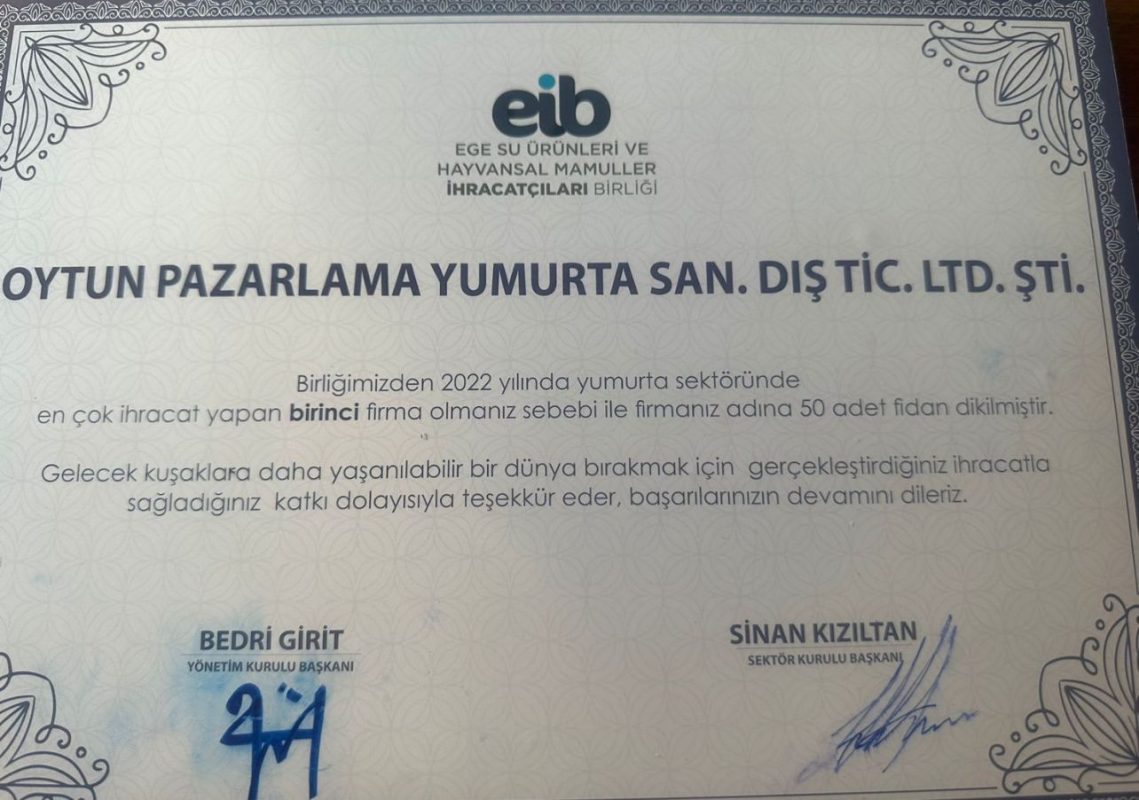 eib
EGE SU ÜRÜNLERİ VE
HAYVANSAL MAMULLER
İHRACATÇILARI BİRLİĞİ
OYTUN PAZARLAMA YUMURTA SAN. DIŞ TİC. LTD. ŞTİ.
Birliğimizden 2022 yılında yumurta sektöründe
en çok ihracat yapan birinci firma olmanız sebebi ile firmanız adına 50 adet fidan dikilmiştir.
Gelecek kuşaklara daha yaşanılabilir bir dünya bırakmak için gerçekleştirdiğiniz ihracatla
sağladığınız katkı dolayısıyla teşekkür eder, başarılarınızın devamını dileriz.
BEDRİ GİRİT
YÖNETİM KURULU BAŞKANI
SİNAN KIZILTAN
SEKTÖR KURULU BAŞKANI